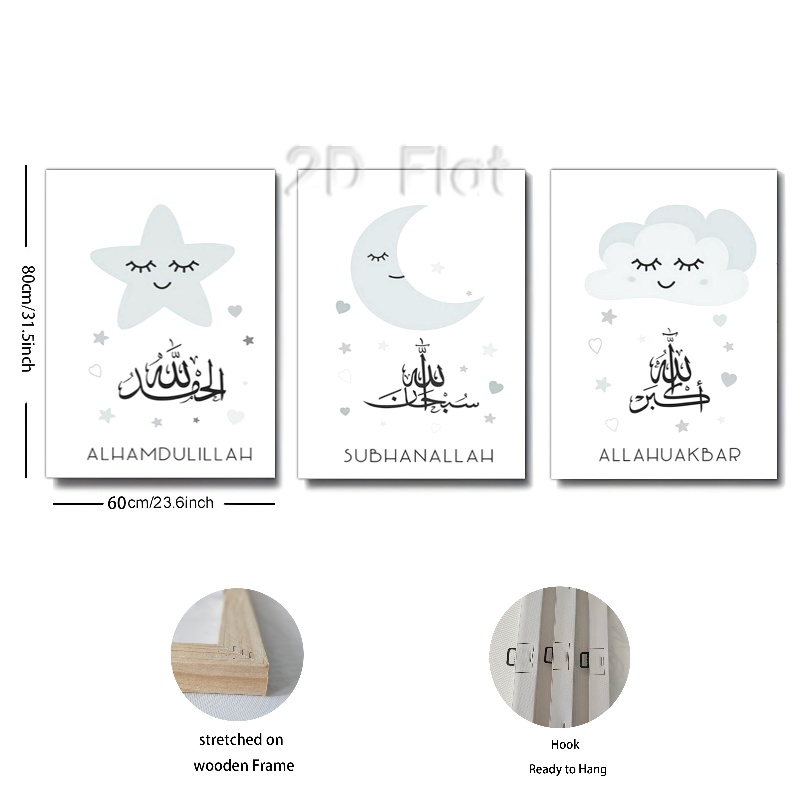 2D Flat
80cm/31.5inch
الحمد لله
ALHAMDULILLAH
سبحان الله
SUBHANALLAH
الله أكبر
ALLAHUAKBAR
60cm/23.6inch
stretched on
wooden Frame
Hook
Ready to Hang